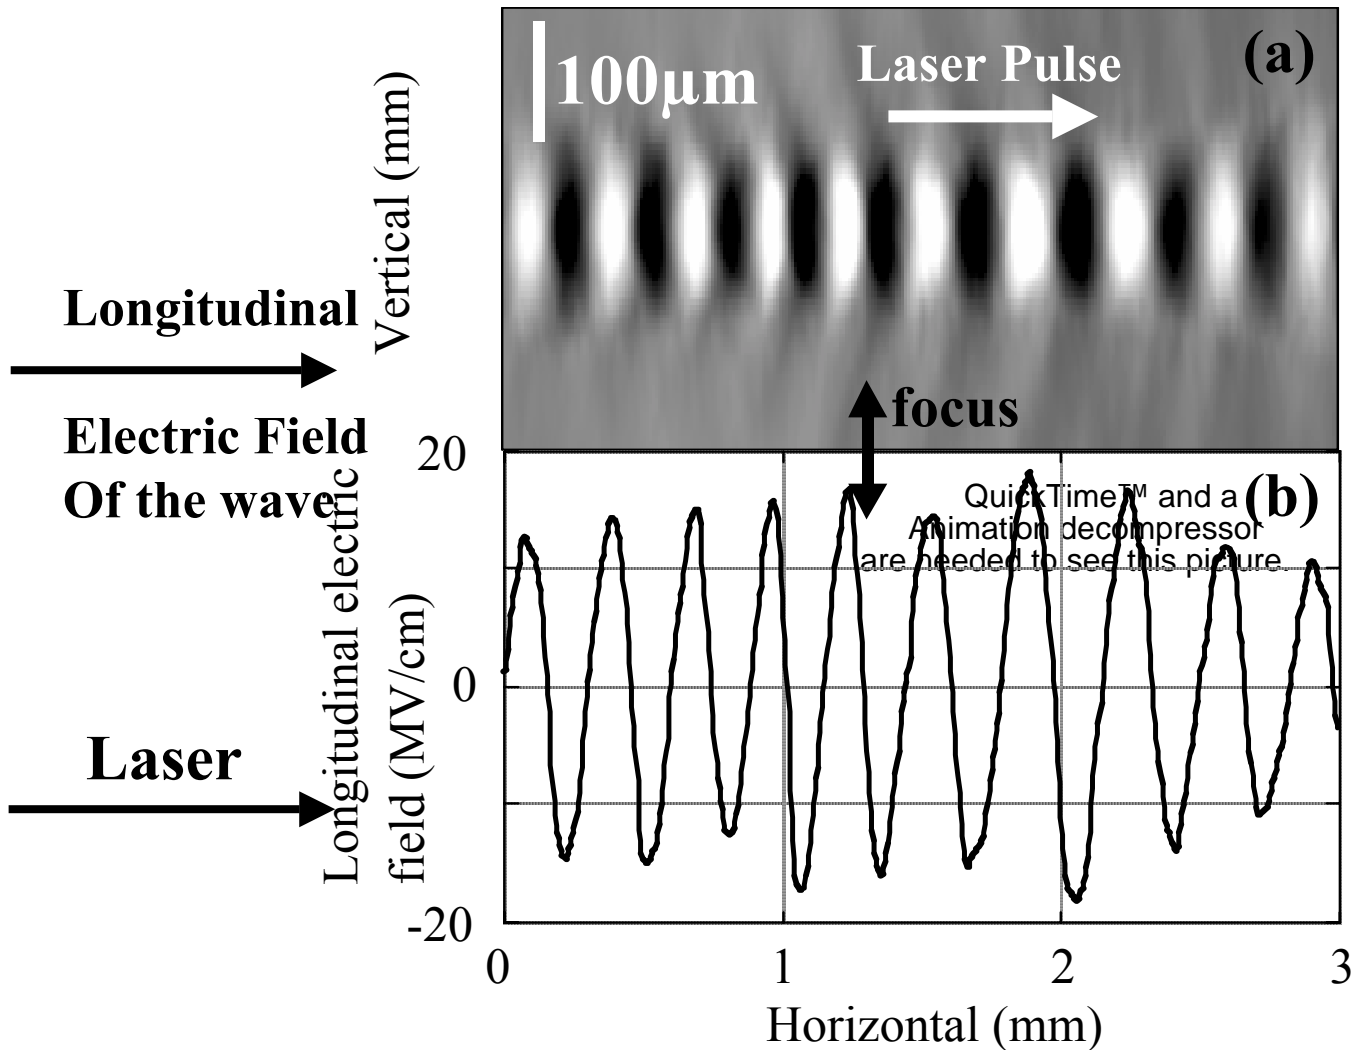 (a)
100µm
Laser Pulse
Vertical (mm)
Longitudinal
Electric Field
Of the wave
focus
(b)
QuickTime™ and a
Animation decompressor
are needed to see this picture.
Longitudinal electric
field (MV/cm)
20
0
-20
Laser
0 1 2 3
Horizontal (mm)